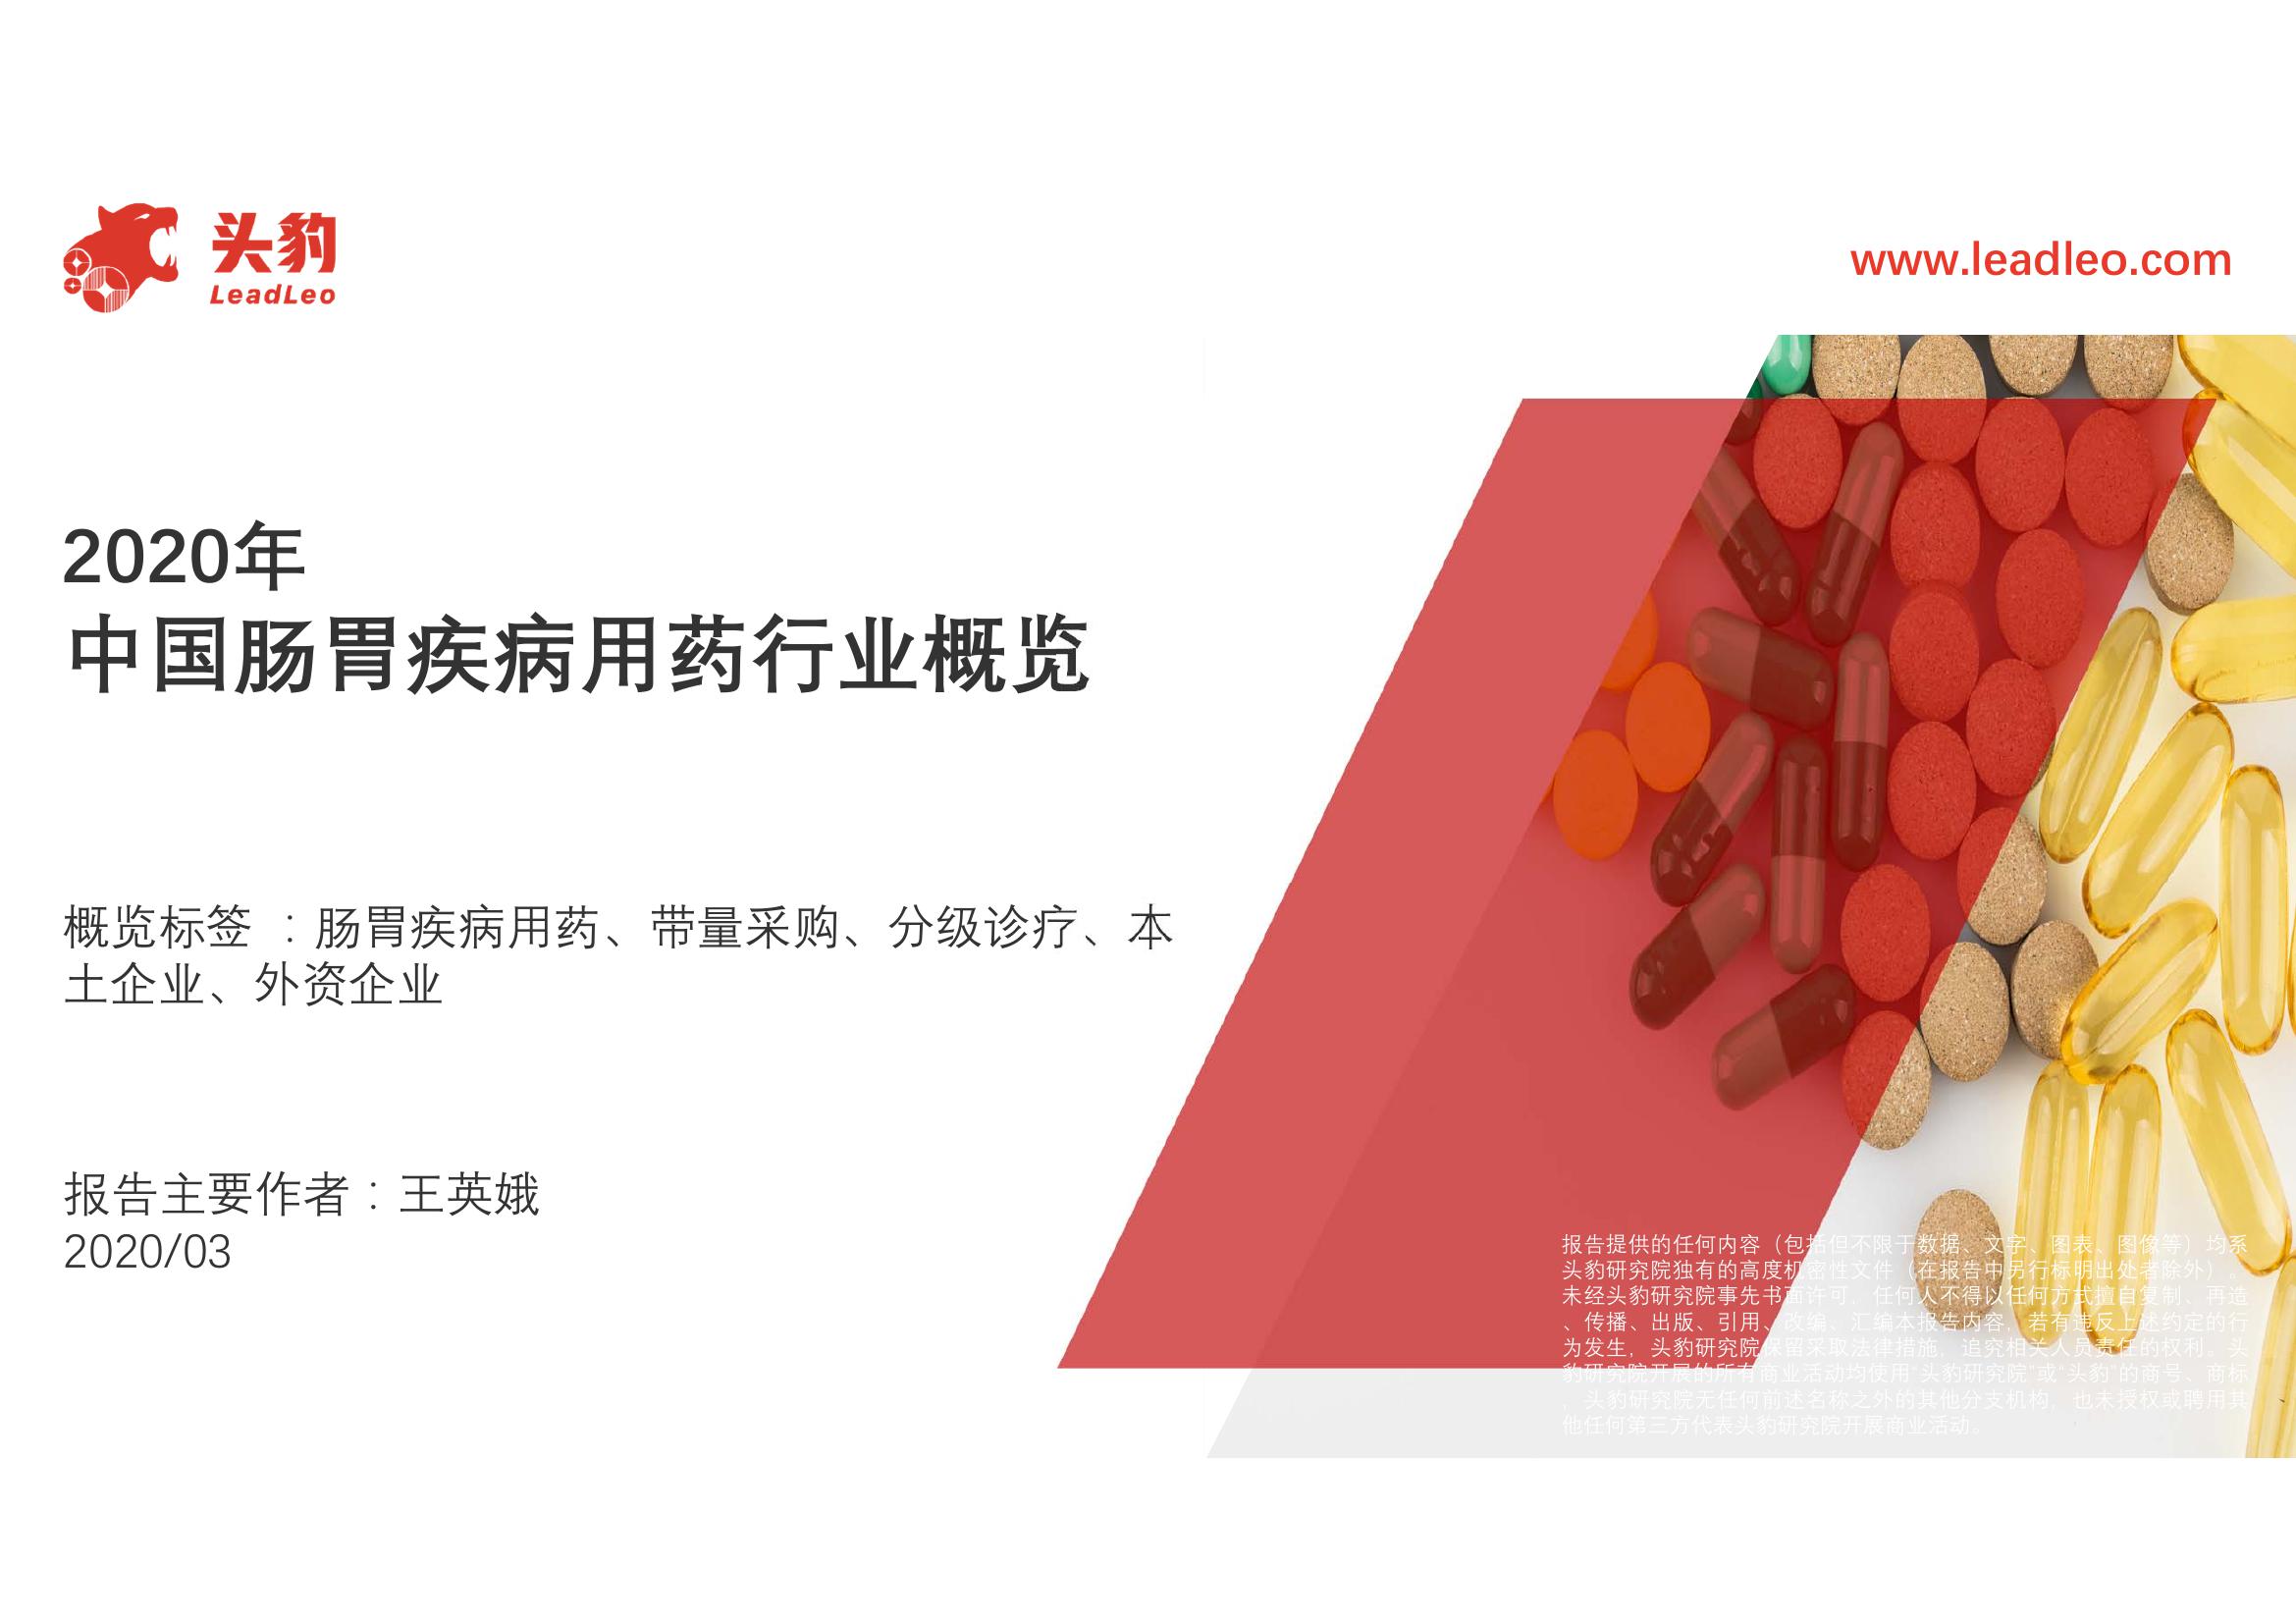 头豹
LeadLeo
www.leadleo.com
2020年
中国肠胃疾病用药行业概览
概览标签 ：肠胃疾病用药、带量采购、分级诊疗、本
土企业、外资企业
报告主要作者：王英娥
2020/03
报告提供的任何内容（包括但不限于数据、文字、图表、图像等）均系
头豹研究院独有的高度机密性文件（在报告中另行标明出处者除外）。
未经头豹研究院事先书面许可，任何人不得以任何方式擅自复制、再造
、传播、出版、引用、改编、汇编本报告内容，若有违反上述约定的行
为发生，头豹研究院保留采取法律措施，追究相关人员责任的权利。头
豹研究院开展的所有商业活动均使用“头豹研究院”或“头豹”的商号、商标
，头豹研究院无任何前述名称之外的其他分支机构，也未授权或聘用其
他任何第三方代表头豹研究院开展商业活动。